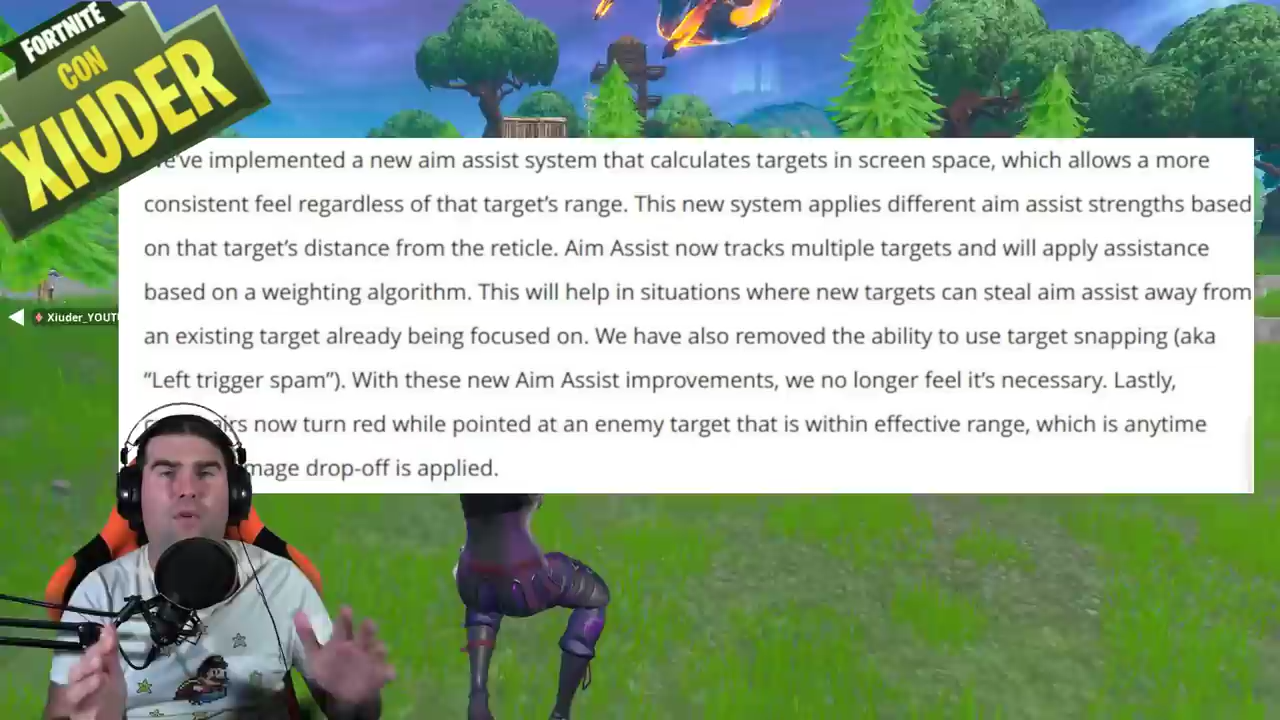 FORTNITE
CON
XIUDER
implemented a new aim assist system that calculates targets in screen space, which allows a more
consistent feel regardless of that target's range. This new system applies different aim assist strengths based
on that target's distance from the reticle. Aim Assist now tracks multiple targets and will apply assistance
based on a weighting algorithm. This will help in situations where new targets can steal aim assist away from
Xiuder_YOUT
an existing target already being focused on. We have also removed the ability to use target snapping (aka
“Left trigger spam”). With these new Aim Assist improvements, we no longer feel it's necessary. Lastly,
now turn red while pointed at an enemy target that is within effective range, which is anytime
drop-off is applied.